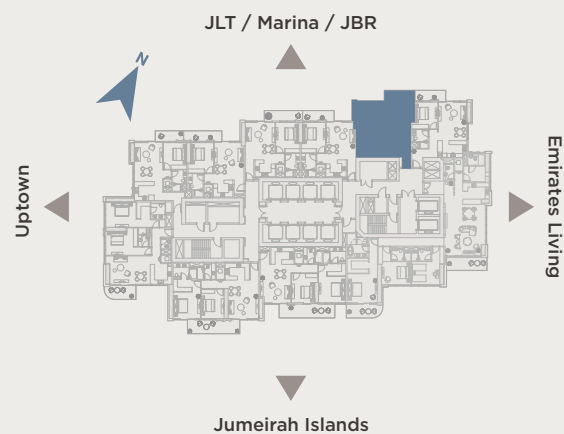 JLT / Marina / JBR
N
Uptown
Emirates Living
Jumeirah Islands